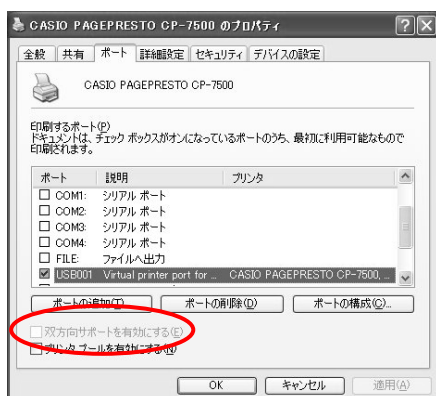 CASIO PAGEPRESTO CP-7500 のプロパティ
全般 共有 ポート 詳細設定 セキュリティ デバイスの設定
CASIO PAGEPRESTO CP-7500
印刷するポート(P)
ドキュメントは、チェック ボックスがオンになっているポートのうち、最初に利用可能なもので
印刷されます。
ポート 説明 プリンタ
COM1: シリアル ポート
COM2: シリアル ポート
COM3: シリアル ポート
COM4: シリアル ポート
FILE: ファイルへ出力
USB001 Virtual printer port for ... CASIO PAGEPRESTO CP-7500, ...
ポートの追加(T)... ポートの削除(D) ポートの構成(C)...
双方向サポートを有効にする(E)
プリンタ プールを有効にする(N)
OK キャンセル 適用(A)